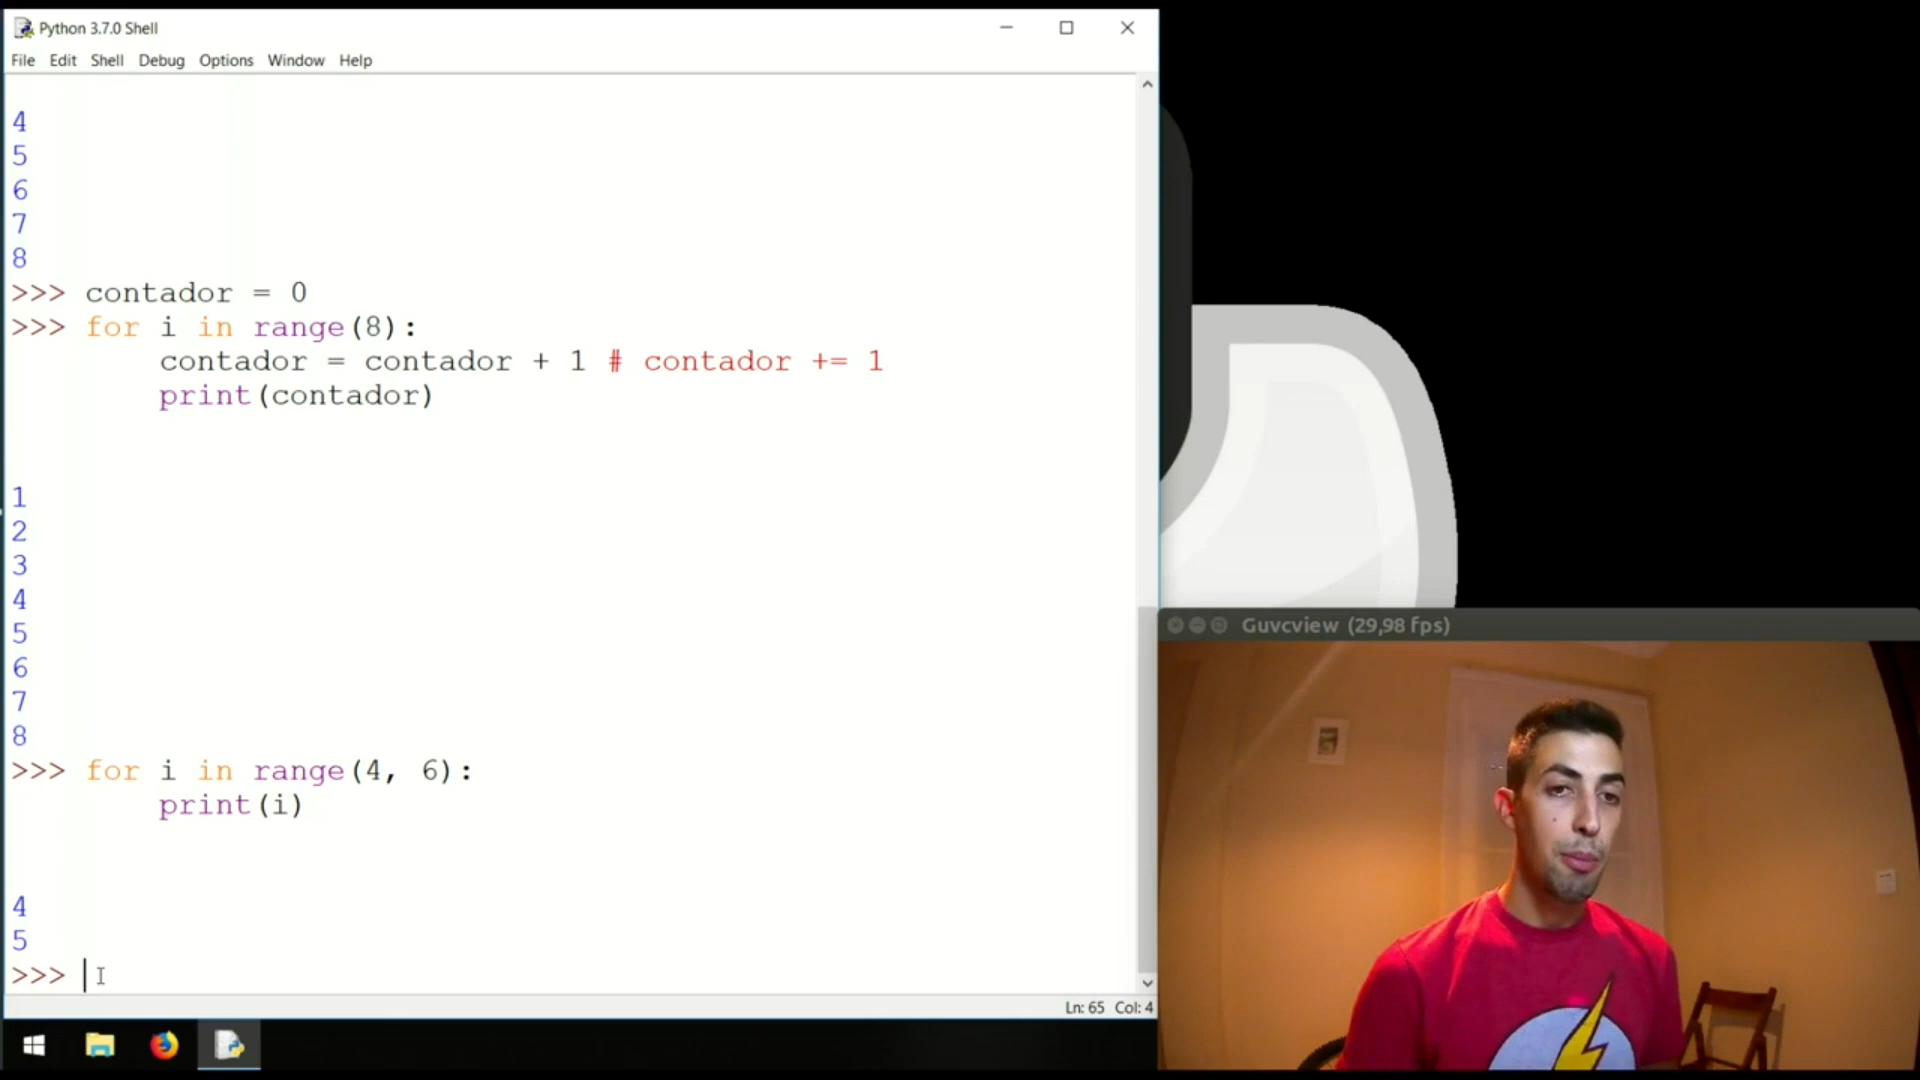 Python 3.7.0 Shell
File Edit Shell Debug Options Window Help
4
5
6
7
8
>>> contador = 0
>>> for i in range(8):
contador = contador + 1 # contador += 1
print(contador)
1
2
3
4
5
6
7
8
>>> for i in range(4, 6):
print(i)
4
5
>>>
Ln: 65 Col: 4
Guvcview (29,98 fps)